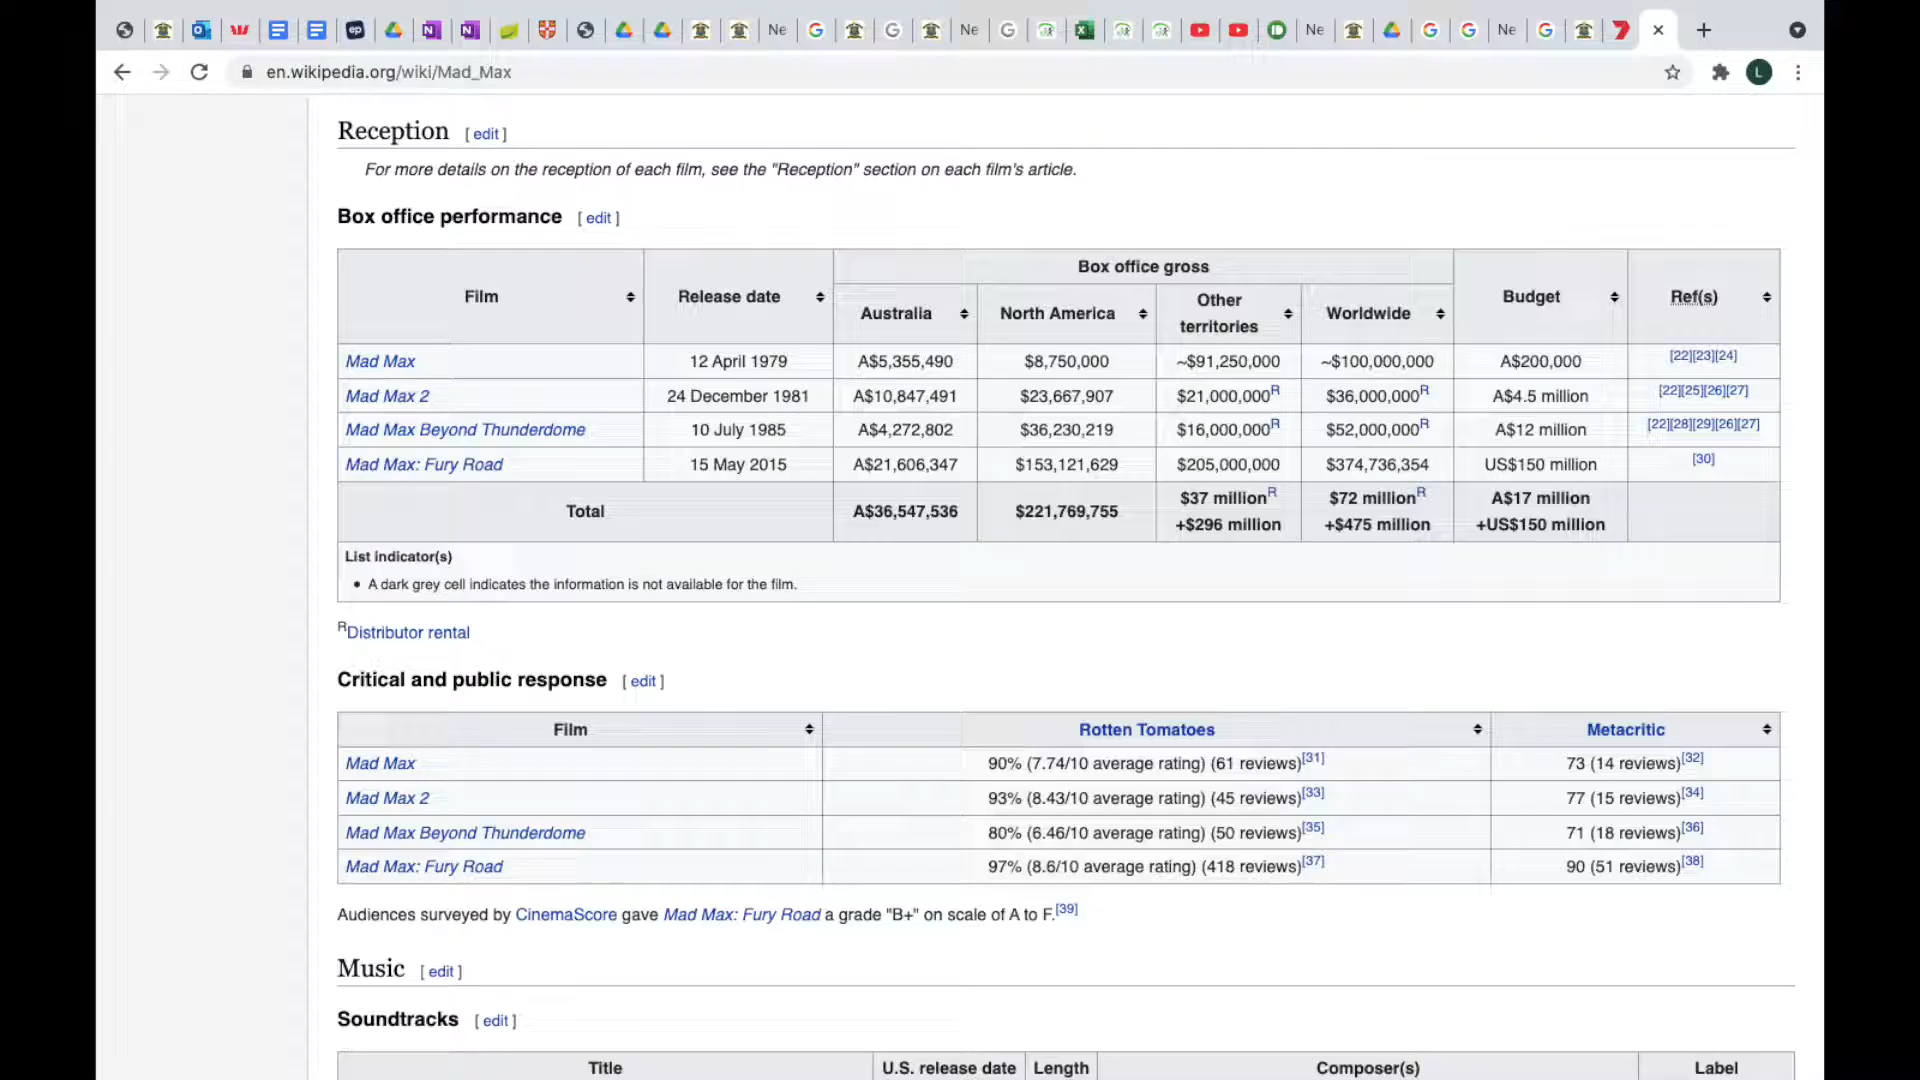 Ne Ne Ne Ne
en.wikipedia.org/wiki/Mad_Max L
Reception [ edit ]
For more details on the reception of each film, see the "Reception" section on each film's article.
Box office performance [ edit ]
Film Release date Box office gross Budget Ref(s)
Australia North America Other territories Worldwide
Mad Max 12 April 1979 A$5,355,490 $8,750,000 ~$91,250,000 ~$100,000,000 A$200,000 [22][23][24]
Mad Max 2 24 December 1981 A$10,847,491 $23,667,907 $21,000,000R $36,000,000R A$4.5 million [22][25][26][27]
Mad Max Beyond Thunderdome 10 July 1985 A$4,272,802 $36,230,219 $16,000,000R $52,000,000R A$12 million [22][28][29][26][27]
Mad Max: Fury Road 15 May 2015 A$21,606,347 $153,121,629 $205,000,000 $374,736,354 US$150 million [30]
Total A$36,547,536 $221,769,755 $37 millionR +$296 million $72 millionR +$475 million A$17 million +US$150 million
List indicator(s)
• A dark grey cell indicates the information is not available for the film.
RDistributor rental
Critical and public response [ edit ]
Film Rotten Tomatoes Metacritic
Mad Max 90% (7.74/10 average rating) (61 reviews)[31] 73 (14 reviews)[32]
Mad Max 2 93% (8.43/10 average rating) (45 reviews)[33] 77 (15 reviews)[34]
Mad Max Beyond Thunderdome 80% (6.46/10 average rating) (50 reviews)[35] 71 (18 reviews)[36]
Mad Max: Fury Road 97% (8.6/10 average rating) (418 reviews)[37] 90 (51 reviews)[38]
Audiences surveyed by CinemaScore gave Mad Max: Fury Road a grade "B+" on scale of A to F.[39]
Music [ edit ]
Soundtracks [ edit ]
Title U.S. release date Length Composer(s) Label